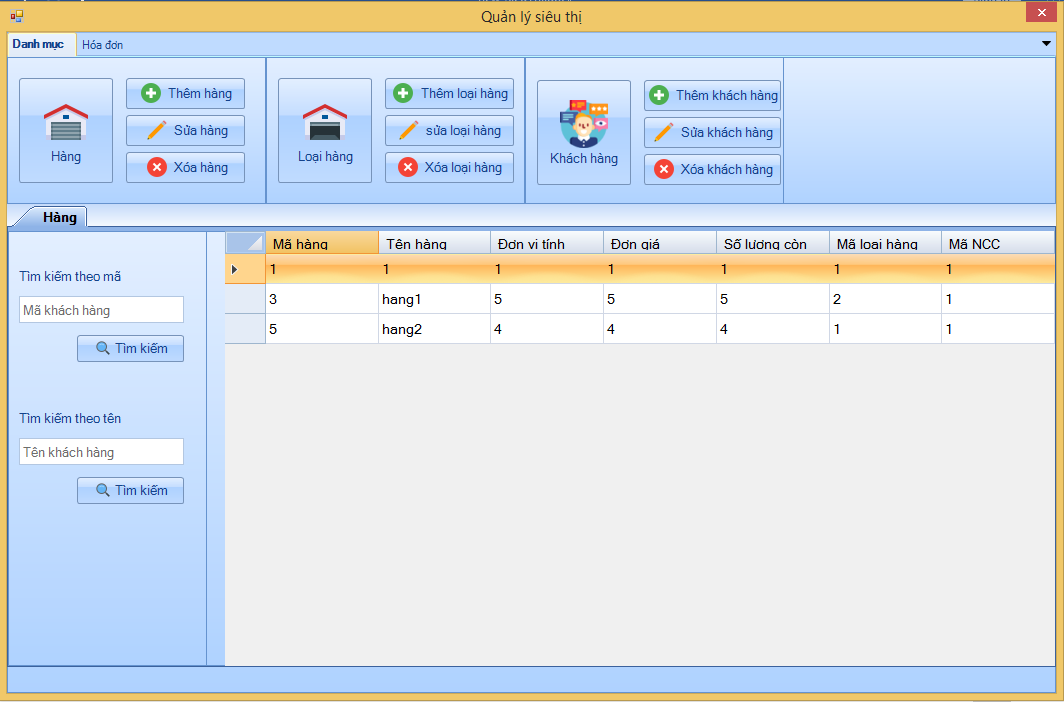 Quản lý siêu thị
Danh mục Hóa đơn
Hàng
Thêm hàng
Sửa hàng
Xóa hàng
Loại hàng
Thêm loại hàng
sửa loại hàng
Xóa loại hàng
Khách hàng
Thêm khách hàng
Sửa khách hàng
Xóa khách hàng
Hàng
Tìm kiếm theo mã
Mã khách hàng
Tìm kiếm
Tìm kiếm theo tên
Tên khách hàng
Tìm kiếm
Mã hàng Tên hàng Đơn vị tính Đơn giá Số lượng còn Mã loại hàng Mã NCC
1 1 1 1 1 1 1
3 hang1 5 5 5 2 1
5 hang2 4 4 4 1 1